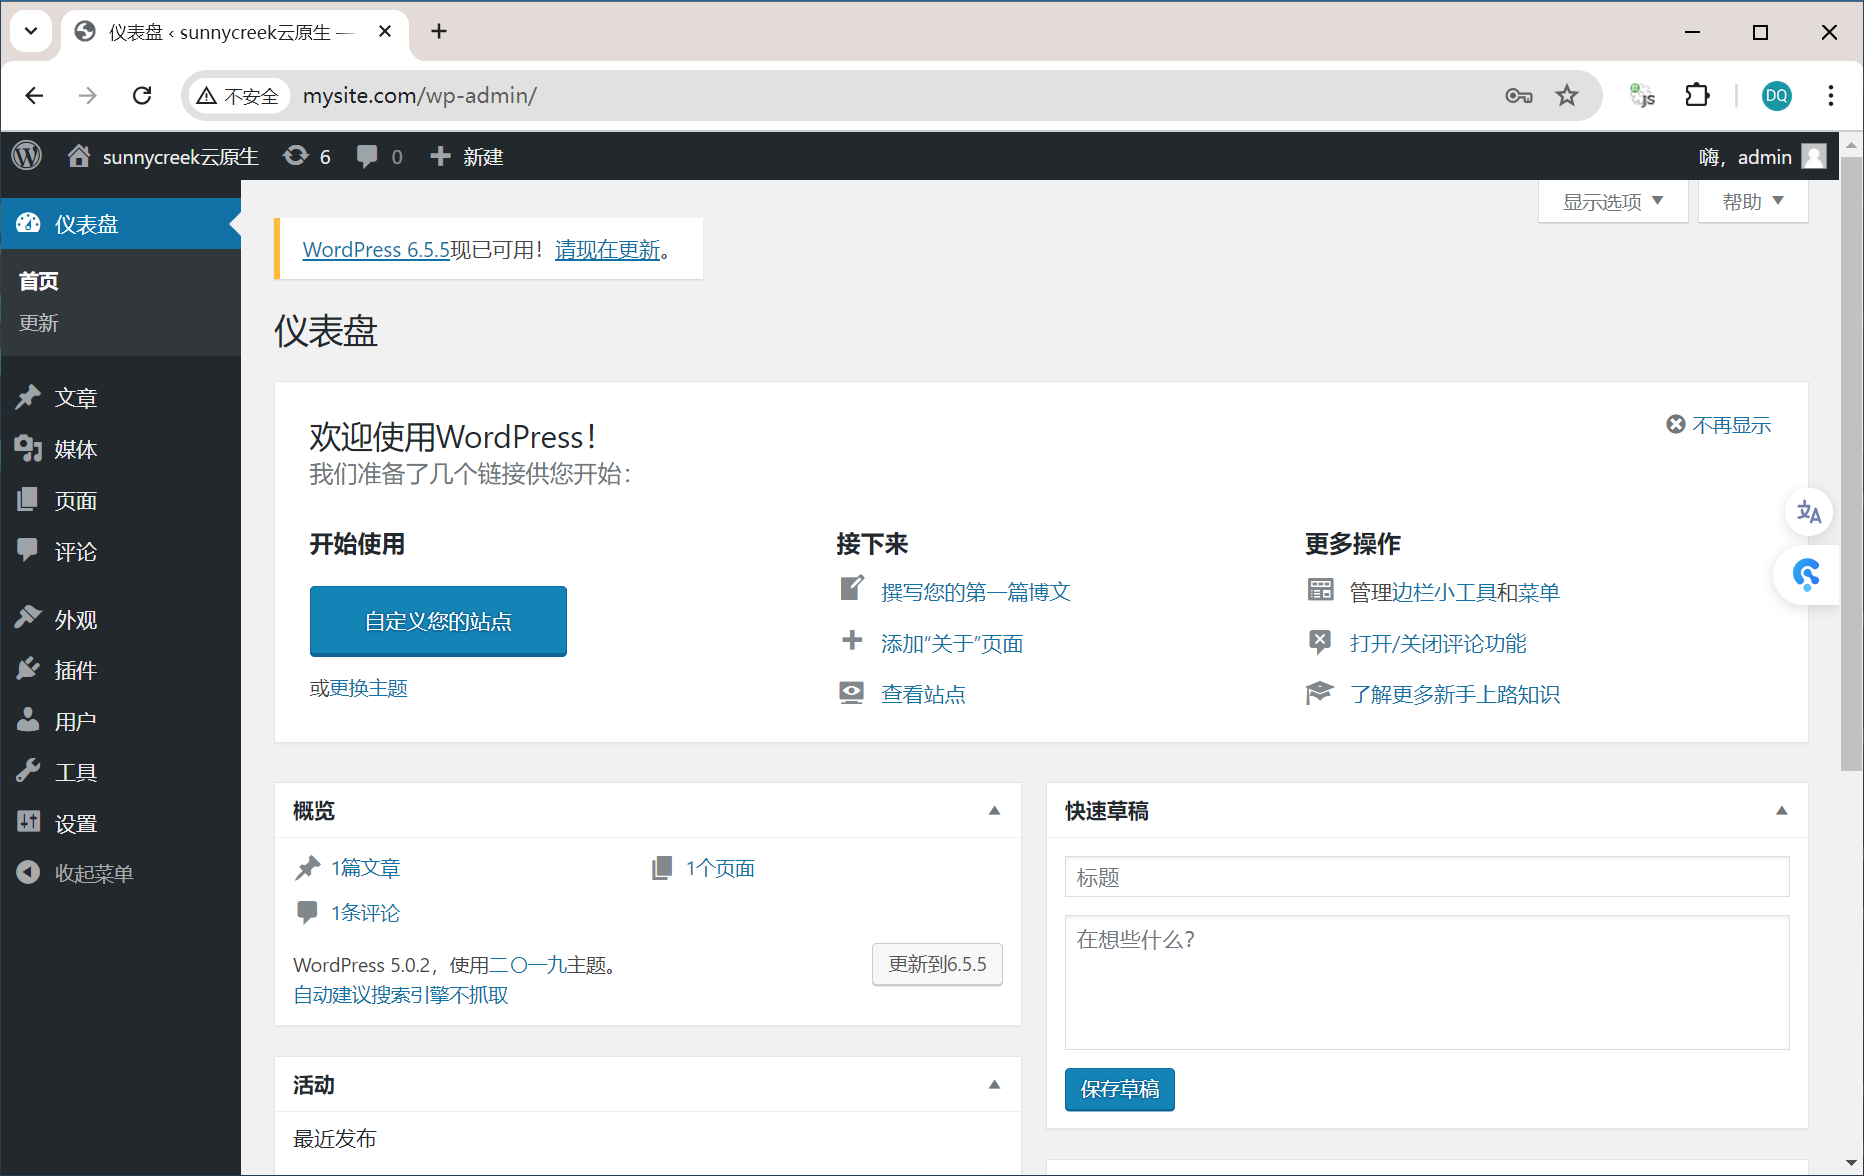 仪表盘 ‹ sunnycreek云原生 —
不安全 mysite.com/wp-admin/ JS DQ
sunnycreek云原生 6 0 新建 嗨，admin
仪表盘
首页
更新
文章
媒体
页面
评论
外观
插件
用户
工具
设置
收起菜单
显示选项 帮助
WordPress 6.5.5现已可用！请现在更新。
仪表盘
欢迎使用WordPress！
不再显示
我们准备了几个链接供您开始：
开始使用
自定义您的站点
或更换主题
接下来
撰写您的第一篇博文
添加“关于”页面
查看站点
更多操作
管理边栏小工具和菜单
打开/关闭评论功能
了解更多新手上路知识
概览
1篇文章 1个页面
1条评论
WordPress 5.0.2，使用二〇一九主题。
更新到6.5.5
自动建议搜索引擎不抓取
活动
最近发布
快速草稿
标题
在想些什么？
保存草稿